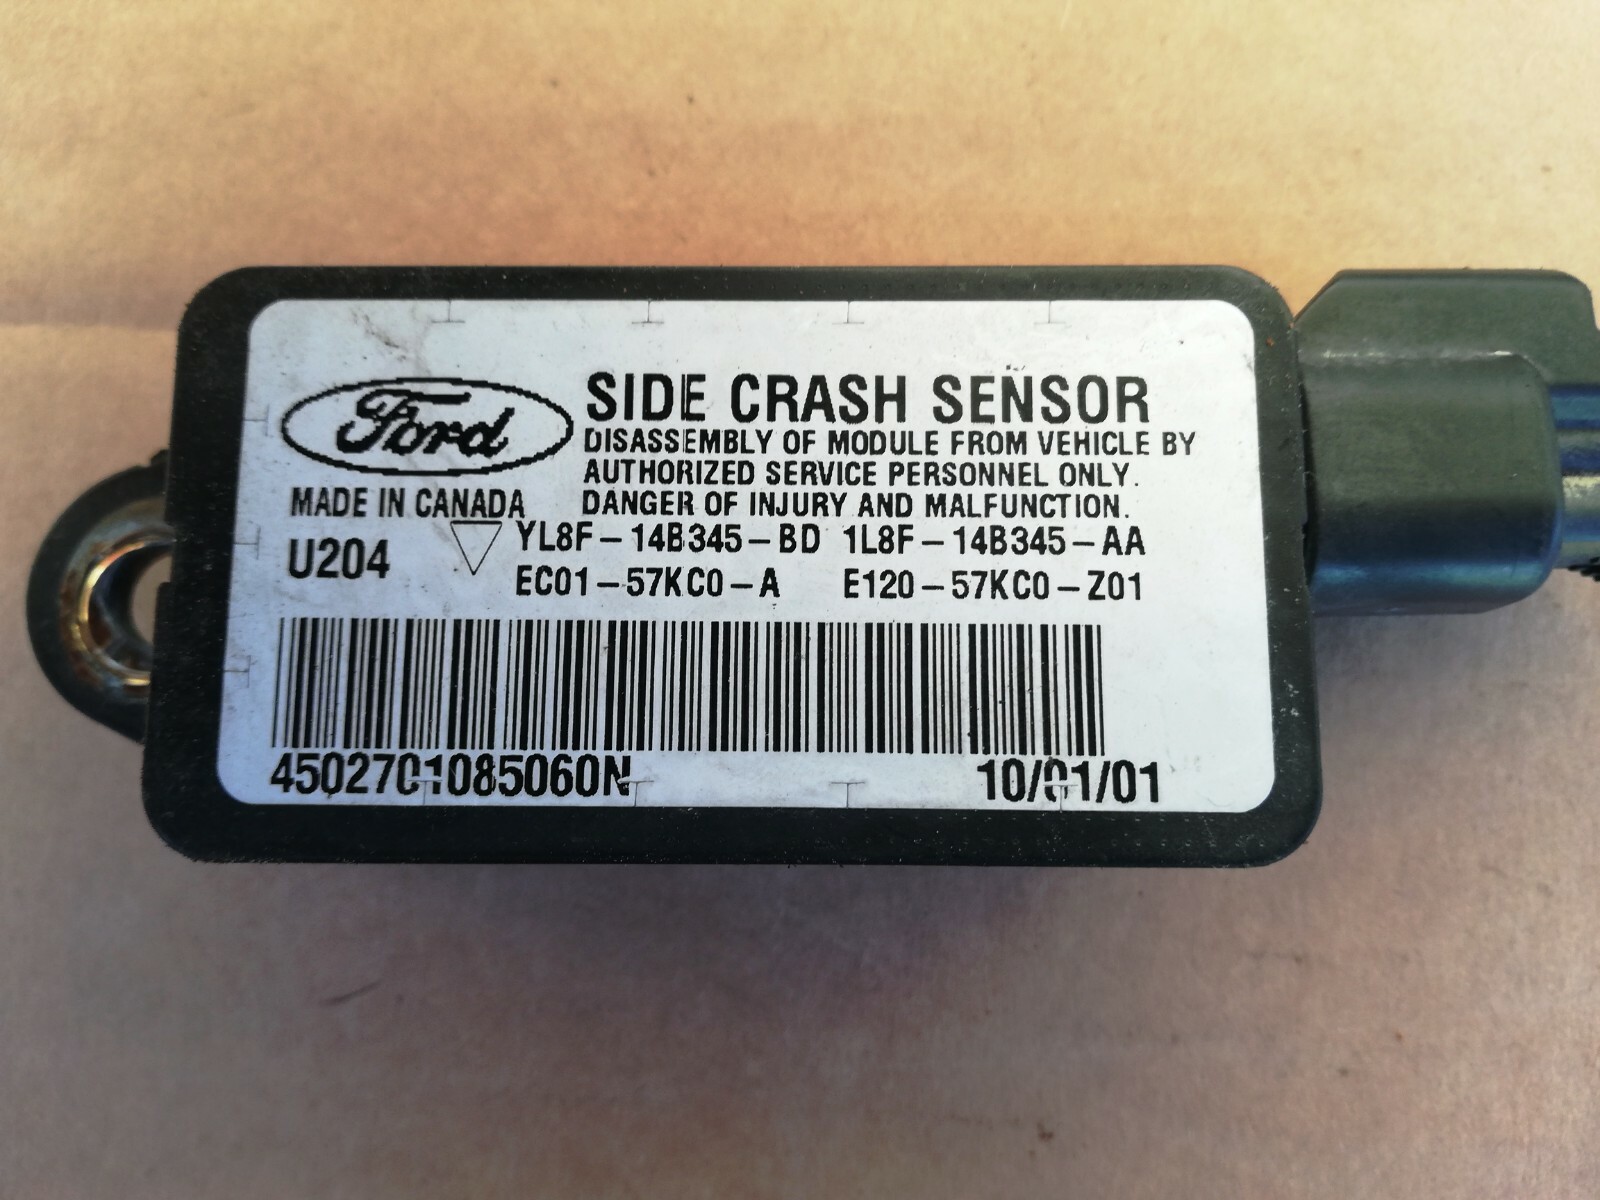 Ford
SIDE CRASH SENSOR
DISASSEMBLY OF MODULE FROM VEHICLE BY
AUTHORIZED SERVICE PERSONNEL ONLY.
DANGER OF INJURY AND MALFUNCTION.
MADE IN CANADA
U204
YL8F-14B345-BD 1L8F-14B345-AA
EC01-57KC0-A E120-57KC0-Z01
4502701085060N 10/01/01